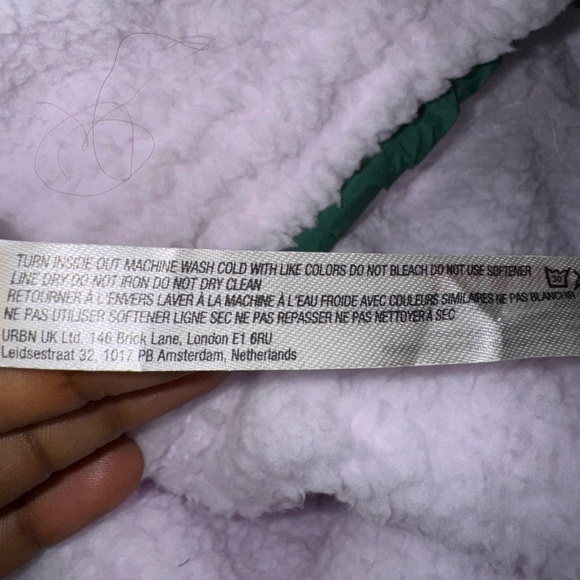 TURN INSIDE OUT MACHINE WASH COLD WITH LIKE COLORS DO NOT BLEACH DO NOT USE SOFTENER
LINE DRY DO NOT IRON DO NOT DRY CLEAN
RETOURNER À L'ENVERS LAVER À LA MACHINE À L'EAU FROIDE AVEC COULEURS SIMILAIRES NE PAS BLANCHIR
NE PAS UTILISER SOFTENER LIGNE SEC NE PAS REPASSER NE PAS NETTOYER À SEC
URBN UK Ltd. 146 Brick Lane, London E1 6RU
Leidsestraat 32, 1017 PB Amsterdam, Netherlands